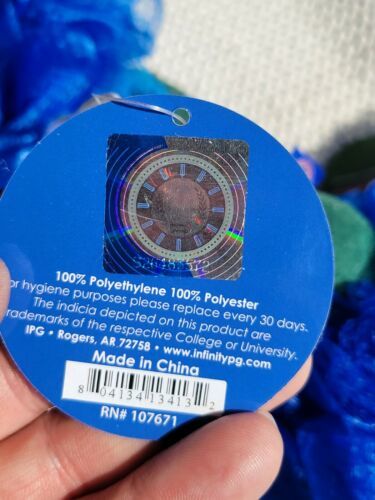 100% Polyethylene 100% Polyester
or hygiene purposes please replace every 30 days.
The indicia depicted on this product are
rademarks of the respective College or University.
IPG • Rogers, AR 72758 • www.infinitypg.com
Made in China
8 04134 13413 2
RN# 107671